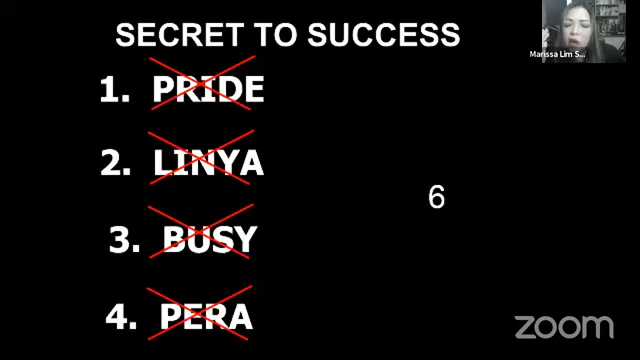 SECRET TO SUCCESS
Marissa Lim S...
1. PRIDE
2. LINYA
6
3. BUSY
4. PERA
zoom